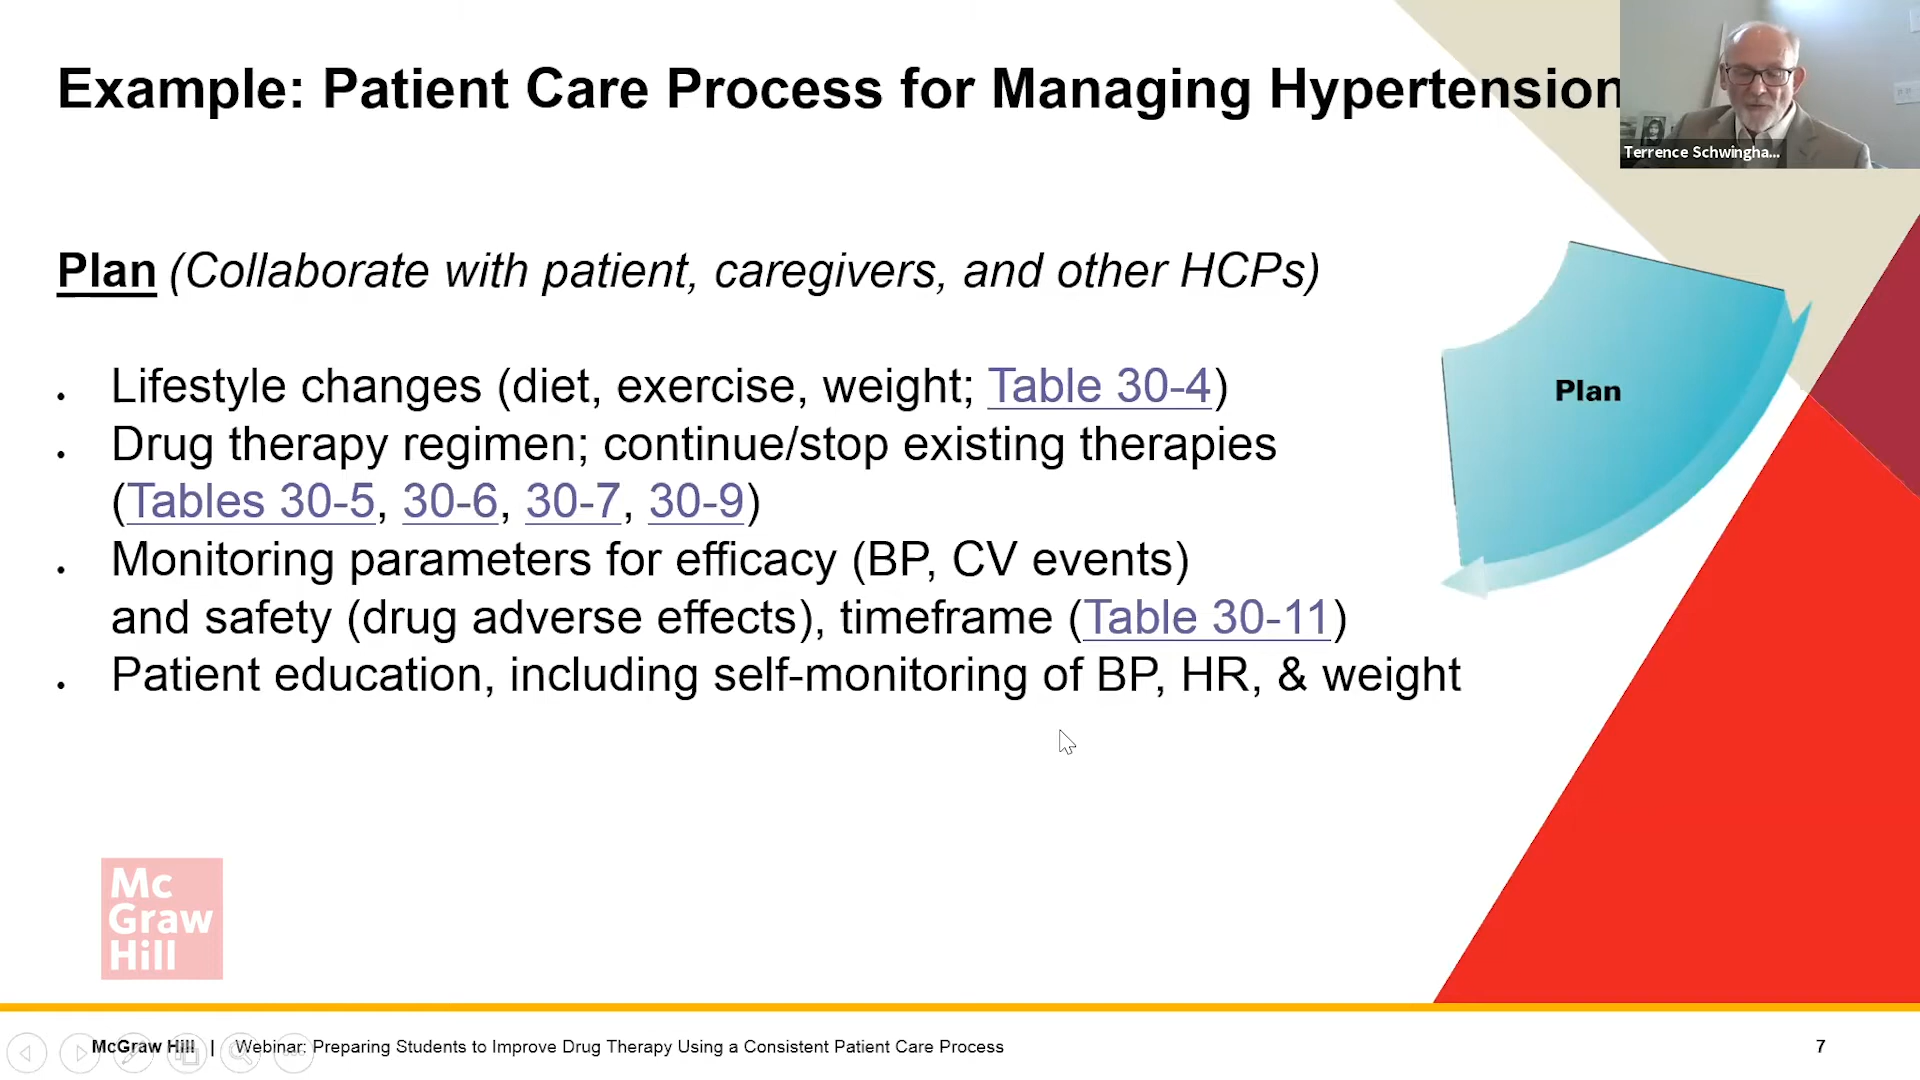 Example: Patient Care Process for Managing Hypertension
Terrence Schwingha...
Plan (Collaborate with patient, caregivers, and other HCPs)
• Lifestyle changes (diet, exercise, weight; Table 30-4)
• Drug therapy regimen; continue/stop existing therapies
(Tables 30-5, 30-6, 30-7, 30-9)
• Monitoring parameters for efficacy (BP, CV events)
and safety (drug adverse effects), timeframe (Table 30-11)
• Patient education, including self-monitoring of BP, HR, & weight
Plan
Mc
Graw
Hill
McGraw Hill | Webinar: Preparing Students to Improve Drug Therapy Using a Consistent Patient Care Process
7